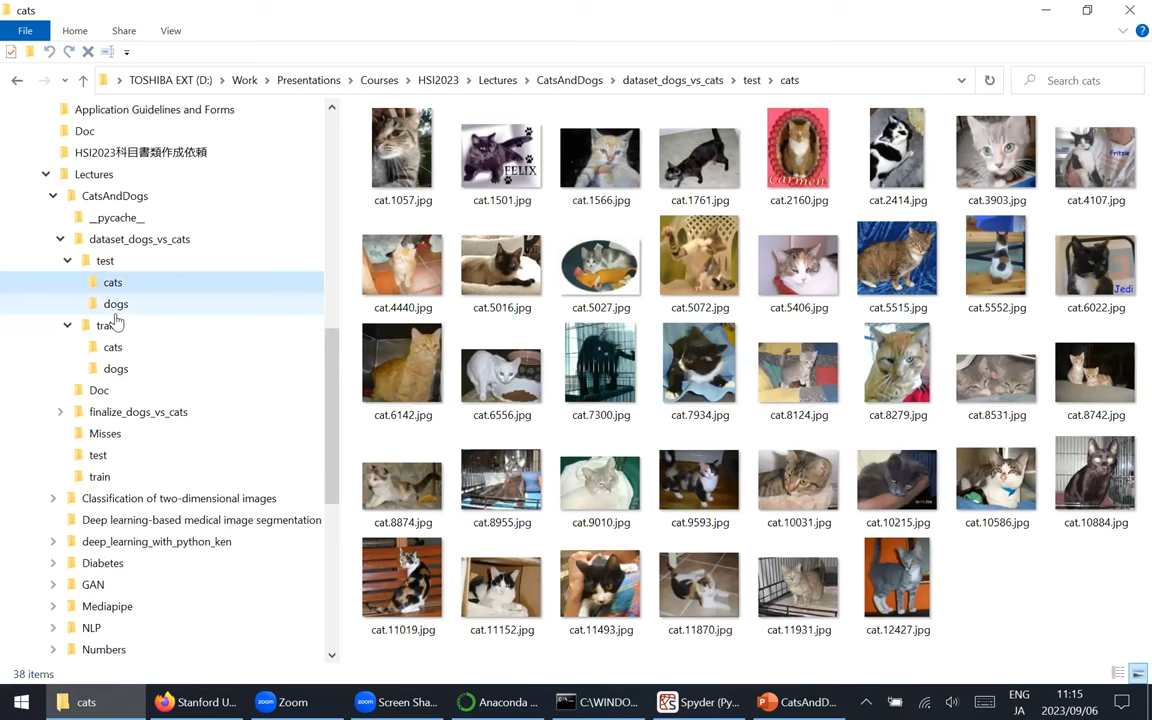 cats
File Home Share View
TOSHIBA EXT (D:) Work Presentations Courses HSI2023 Lectures CatsAndDogs dataset_dogs_vs_cats test cats
Search cats
Application Guidelines and Forms
Doc
HSI2023科目書類作成依頼
Lectures
CatsAndDogs
__pycache__
dataset_dogs_vs_cats
test
cats
dogs
train
cats
dogs
Doc
finalize_dogs_vs_cats
Misses
test
train
Classification of two-dimensional images
Deep learning-based medical image segmentation
deep_learning_with_python_ken
Diabetes
GAN
Mediapipe
NLP
Numbers
FELIX
Carmen
Fritzie
cat.1057.jpg cat.1501.jpg cat.1566.jpg cat.1761.jpg cat.2160.jpg cat.2414.jpg cat.3903.jpg cat.4107.jpg
Jedi
cat.4440.jpg cat.5016.jpg cat.5027.jpg cat.5072.jpg cat.5406.jpg cat.5515.jpg cat.5552.jpg cat.6022.jpg
cat.6142.jpg cat.6556.jpg cat.7300.jpg cat.7934.jpg cat.8124.jpg cat.8279.jpg cat.8531.jpg cat.8742.jpg
cat.8874.jpg cat.8955.jpg cat.9010.jpg cat.9593.jpg cat.10031.jpg cat.10215.jpg cat.10586.jpg cat.10884.jpg
cat.11019.jpg cat.11152.jpg cat.11493.jpg cat.11870.jpg cat.11931.jpg cat.12427.jpg
38 items
cats Stanford U... Zoom Screen Sha... Anaconda ... C:\WINDO... Spyder (Py... CatsAndD...
ENG
JA
11:15
2023/09/06